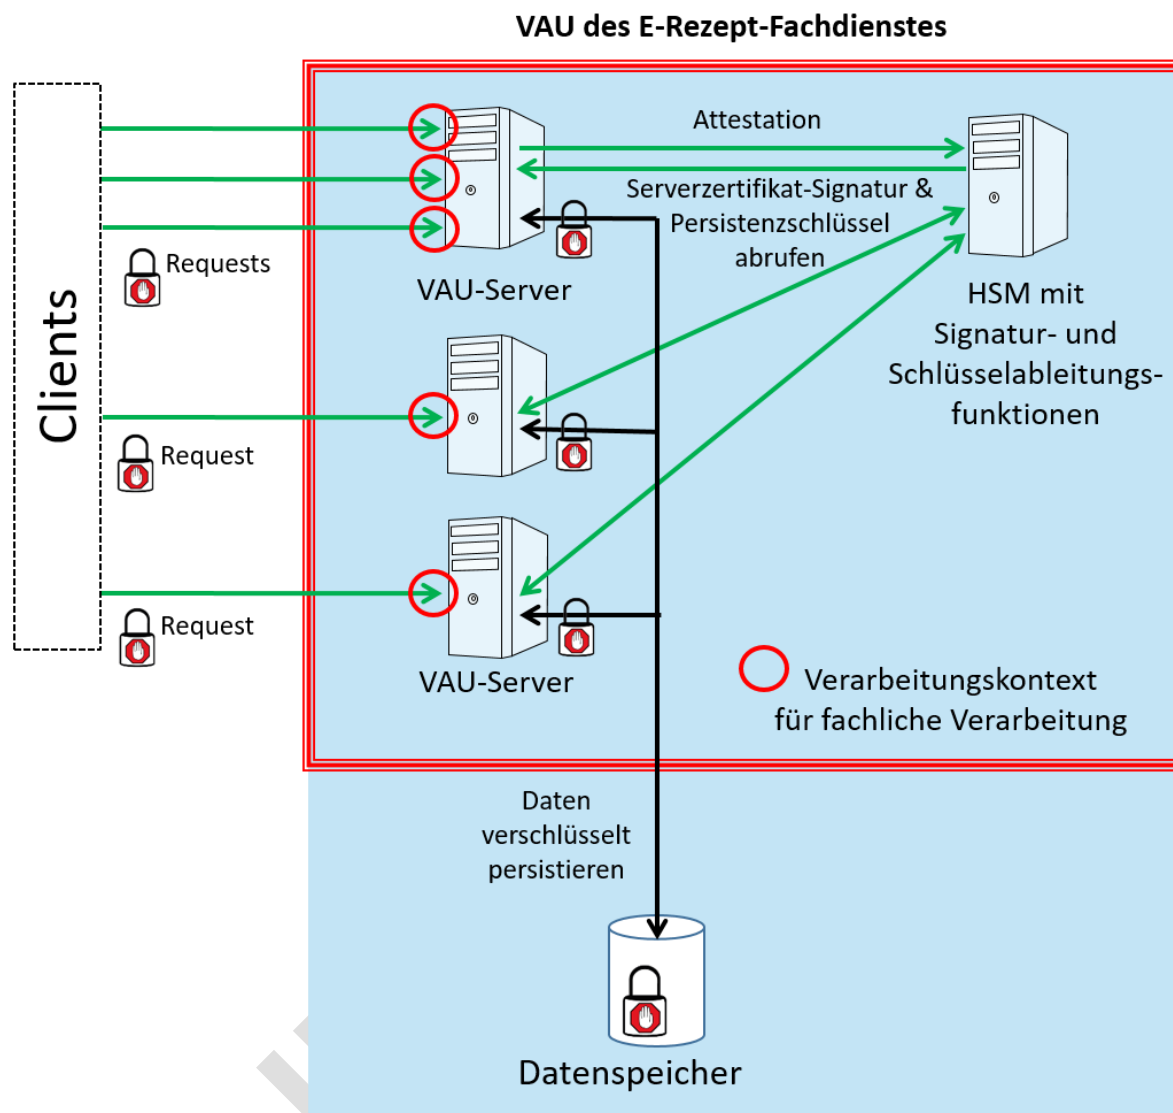 VAU des E-Rezept-Fachdienstes
Clients
Attestation
Serverzertifikat-Signatur &
Persistenzschlüssel
abrufen
Requests
VAU-Server
HSM mit
Signatur- und
Schlüsselableitungs-
funktionen
Request
Request
VAU-Server
Verarbeitungskontext
für fachliche Verarbeitung
Daten
verschlüsselt
persistieren
Datenspeicher